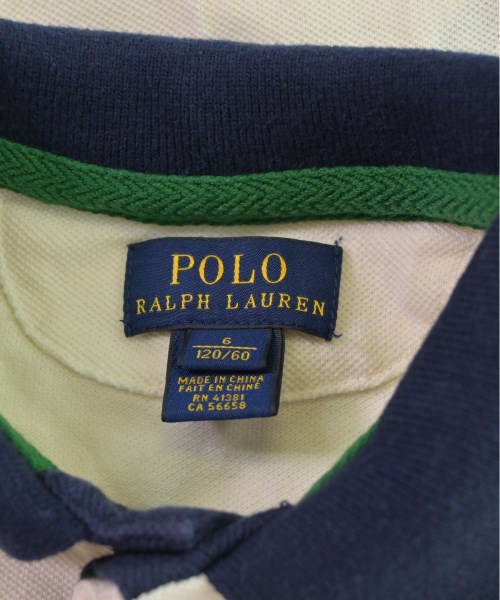 POLO
RALPH LAUREN
6
120/60
MADE IN CHINA
FAIT EN CHINE
RN 41381
CA 56658